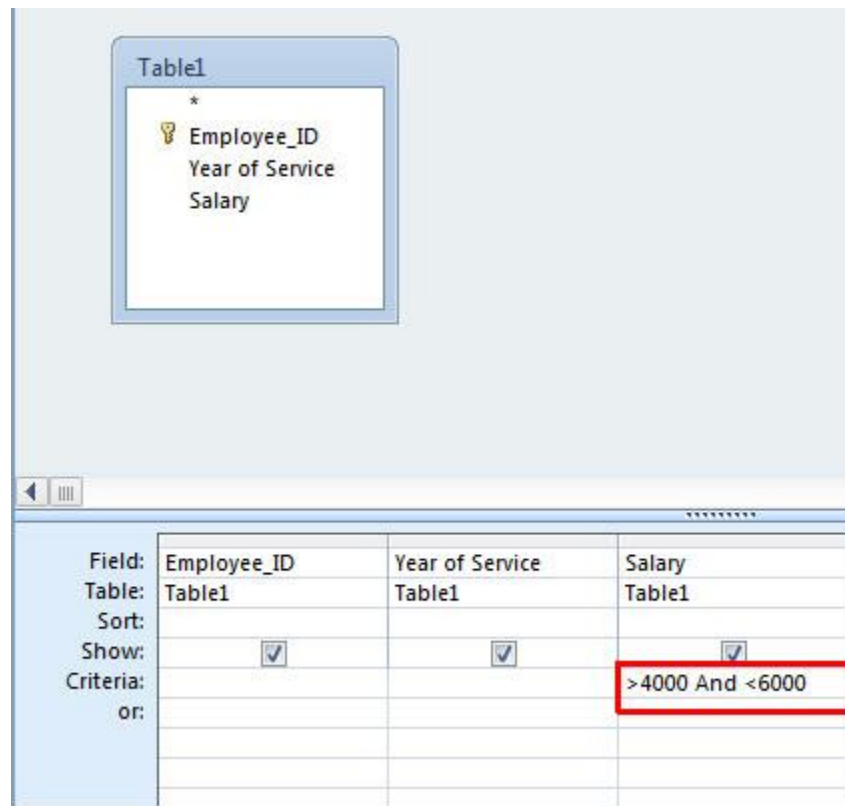 Table1
*
Employee_ID
Year of Service
Salary
Field: Employee_ID Year of Service Salary
Table: Table1 Table1 Table1
Sort:
Show:
Criteria: >4000 And <6000
or: